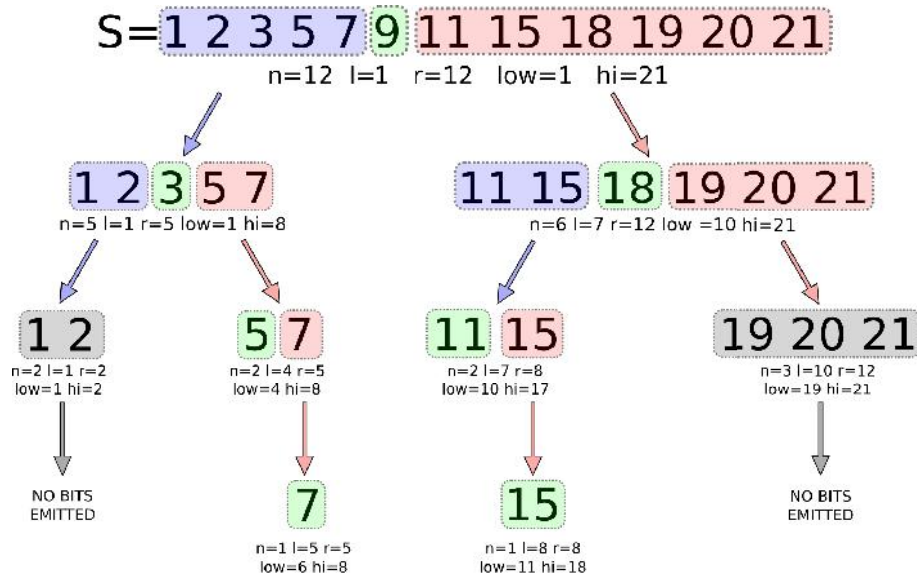 S=1 2 3 5 7 9 11 15 18 19 20 21
n=12 l=1 r=12 low=1 hi=21
1 2 3 5 7
11 15 18 19 20 21
n=5 l=1 r=5 low=1 hi=8
n=6 l=7 r=12 low =10 hi=21
1 2
5 7
11 15
19 20 21
n=2 l=1 r=2
low=1 hi=2
n=2 l=4 r=5
low=4 hi=8
n=2 l=7 r=8
low=10 hi=17
n=3 l=10 r=12
low=19 hi=21
NO BITS
EMITTED
7
15
NO BITS
EMITTED
n=1 l=5 r=5
low=6 hi=8
n=1 l=8 r=8
low=11 hi=18